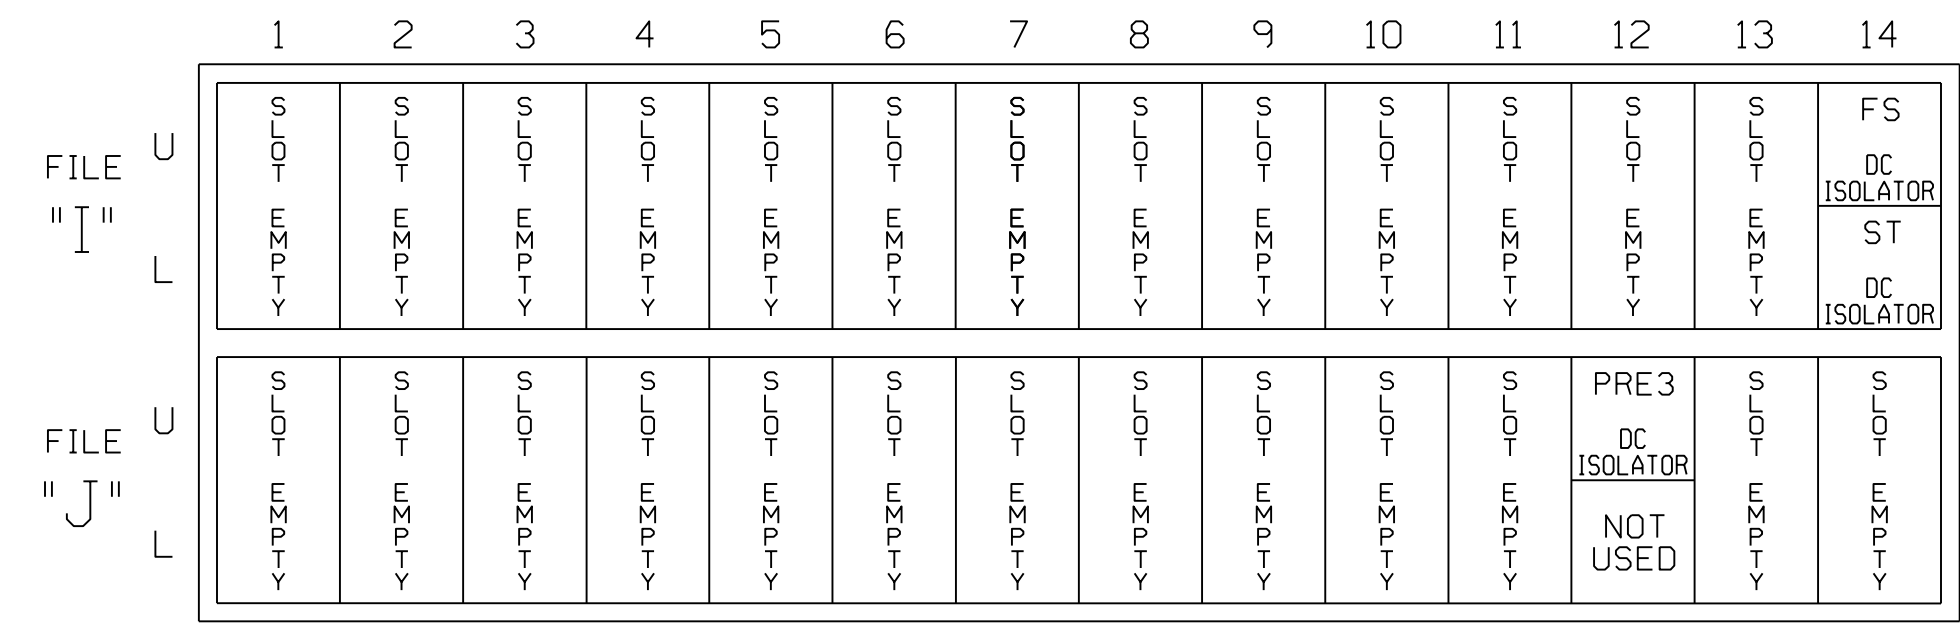 1 2 3 4 5 6 7 8 9 10 11 12 13 14
FILE
"I"
U
L
SLOT EMPTY
SLOT EMPTY
SLOT EMPTY
SLOT EMPTY
SLOT EMPTY
SLOT EMPTY
SLOT EMPTY
SLOT EMPTY
SLOT EMPTY
SLOT EMPTY
SLOT EMPTY
SLOT EMPTY
SLOT EMPTY
FS
DC
ISOLATOR
ST
DC
ISOLATOR
FILE
"J"
U
L
SLOT EMPTY
SLOT EMPTY
SLOT EMPTY
SLOT EMPTY
SLOT EMPTY
SLOT EMPTY
SLOT EMPTY
SLOT EMPTY
SLOT EMPTY
SLOT EMPTY
SLOT EMPTY
PRE3
DC
ISOLATOR
NOT
USED
SLOT EMPTY
SLOT EMPTY